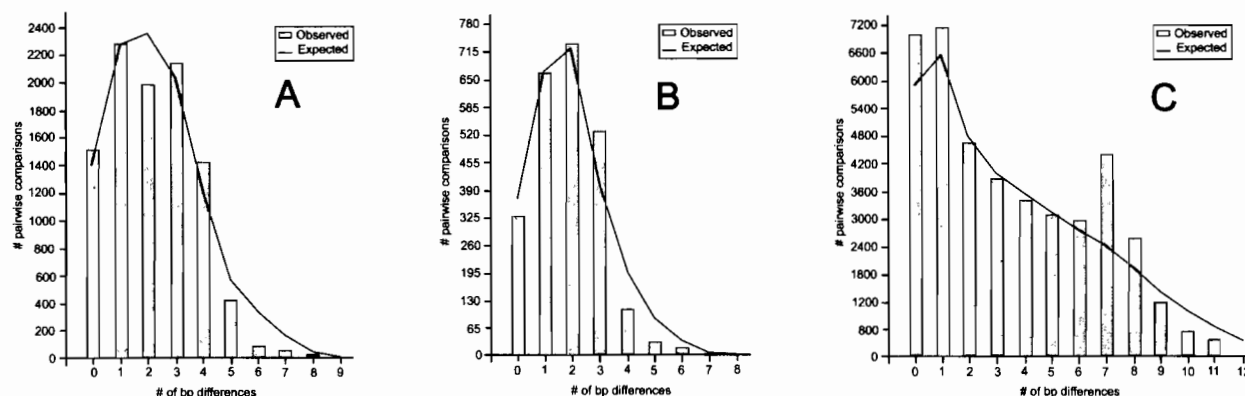 A
# pairwise comparisons
2400
2200
2000
1800
1600
1400
1200
1000
800
600
400
200
0
0 1 2 3 4 5 6 7 8 9
# of bp differences
Observed
Expected
B
# pairwise comparisons
780
715
650
585
520
455
390
325
260
195
130
65
0
0 1 2 3 4 5 6 7 8
# of bp differences
Observed
Expected
C
# pairwise comparisons
7200
6600
6000
5400
4800
7200
3600
3000
2400
1800
1200
800
0 1 2 3 4 5 6 7 8 9 10 11 12
# of bp differences
Observed
Expected